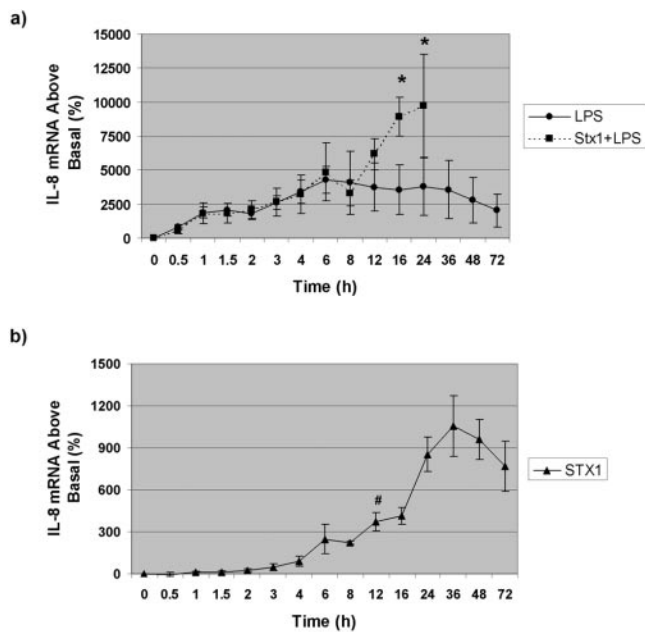 a)
IL-8 mRNA Above
Basal (%)
15000
12500
10000
7500
5000
2500
0
*
*
LPS
Stx1+LPS
0 0.5 1 1.5 2 3 4 6 8 12 16 24 36 48 72
Time (h)
b)
IL-8 mRNA Above
Basal (%)
1500
1200
900
600
300
0
#
STX1
0 0.5 1 1.5 2 3 4 6 8 12 16 24 36 48 72
Time (h)